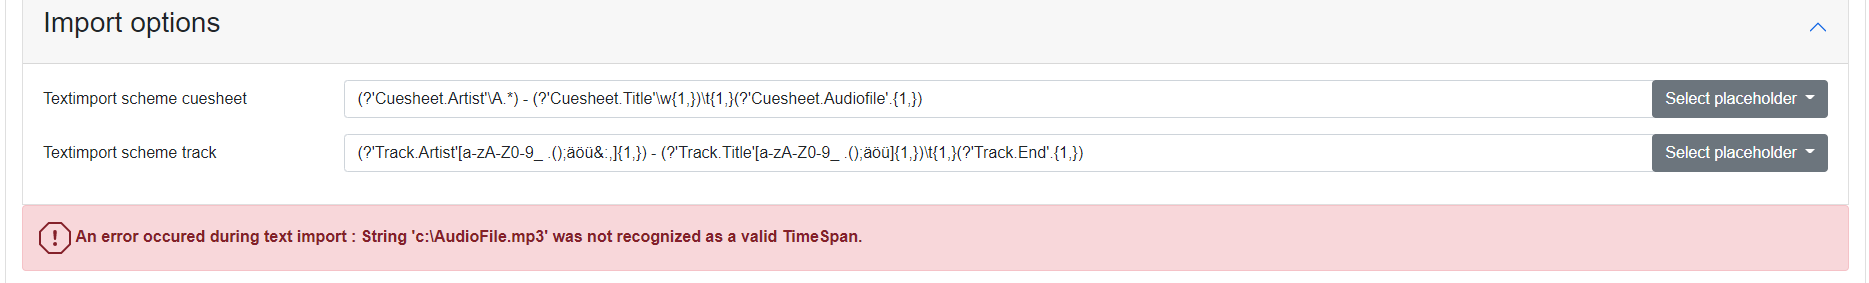 Import options
Textimport scheme cuesheet
(?'Cuesheet.Artist'\A.*) - (?'Cuesheet.Title'\w{1,})\t{1,}(?'Cuesheet.Audiofile'.{1,})
Select placeholder
Textimport scheme track
(?'Track.Artist'[a-zA-Z0-9_ .();äöü&:,]{1,}) - (?'Track.Title'[a-zA-Z0-9_ .();äöü]{1,})\t{1,}(?'Track.End'.{1,})
Select placeholder
An error occured during text import : String 'c:\AudioFile.mp3' was not recognized as a valid TimeSpan.